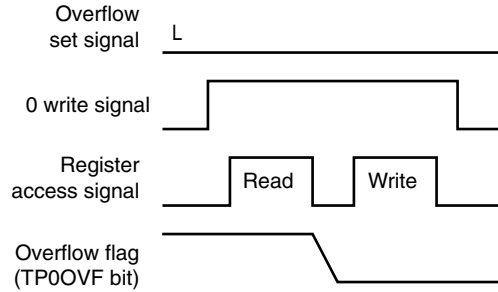 Overflow
set signal
L
0 write signal
Register
access signal
Read
Write
Overflow flag
(TP0OVF bit)